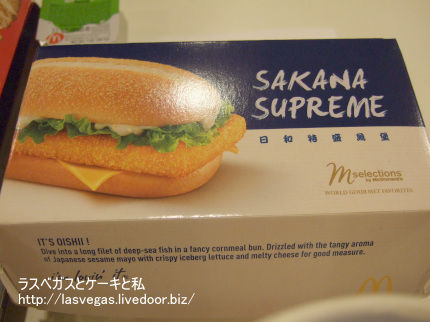 SAKANA
SUPREME
日和特盛魚堡
m selections
by McDonald's
WORLD GOURMET FAVORITES
IT'S OISHII !
Dive into a long filet of deep-sea fish in a fancy cornmeal bun. Drizzled with the tangy aroma
of Japanese sesame mayo with crispy iceberg lettuce and melty cheese for good measure.
i'm lovin' it
ラスベガスとケーキと私
http://lasvegas.livedoor.biz/